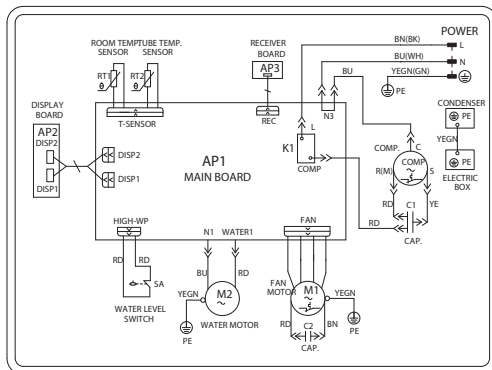 POWER
ROOM TEMP. SENSOR
TUBE TEMP. SENSOR
RECEIVER BOARD
BN(BK)
L
BU(WH)
N
YEGN(GN)
PE
RT1
RT2
θ
θ
AP3
BU
DISPLAY BOARD
AP2
DISP2
DISP1
T-SENSOR
REC
L
N3
CONDENSER
PE
YEGN
PE
ELECTRIC BOX
DISP2
DISP1
AP1
MAIN BOARD
K1
COMP
COMP.
C
COMP
R(M)
S
RD
C1
YE
RD
CAP.
HIGH-WP
N1
WATER1
FAN
RD
RD
SA
WATER LEVEL SWITCH
BU
RD
YEGN
M2
PE
WATER MOTOR
FAN MOTOR
M1
YEGN
PE
RD
C2
BN
CAP.